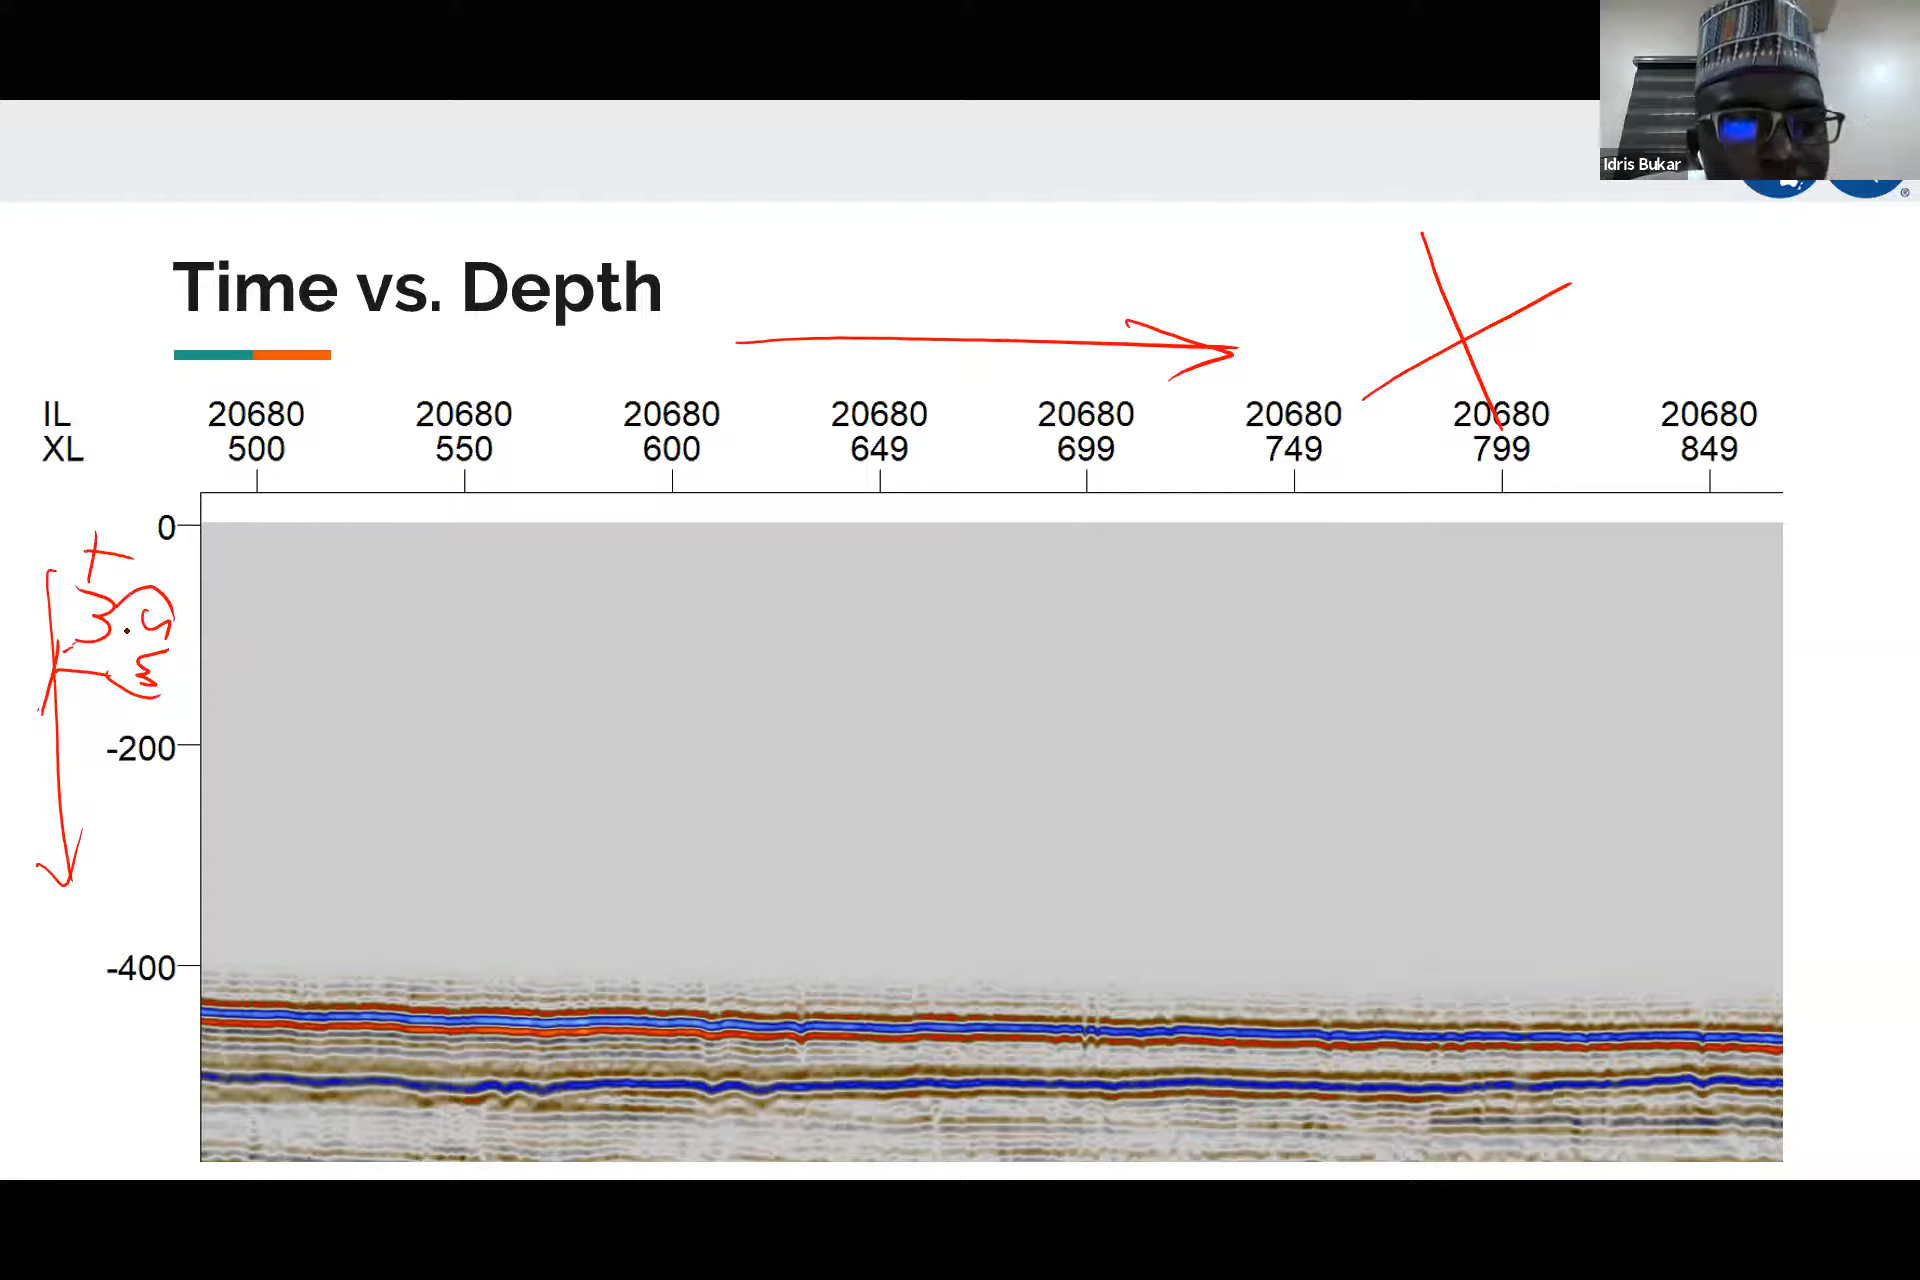 Idris Bukar
®
Time vs. Depth
IL 20680 20680 20680 20680 20680 20680 20680 20680
XL 500 550 600 649 699 749 799 849
0
-200
-400